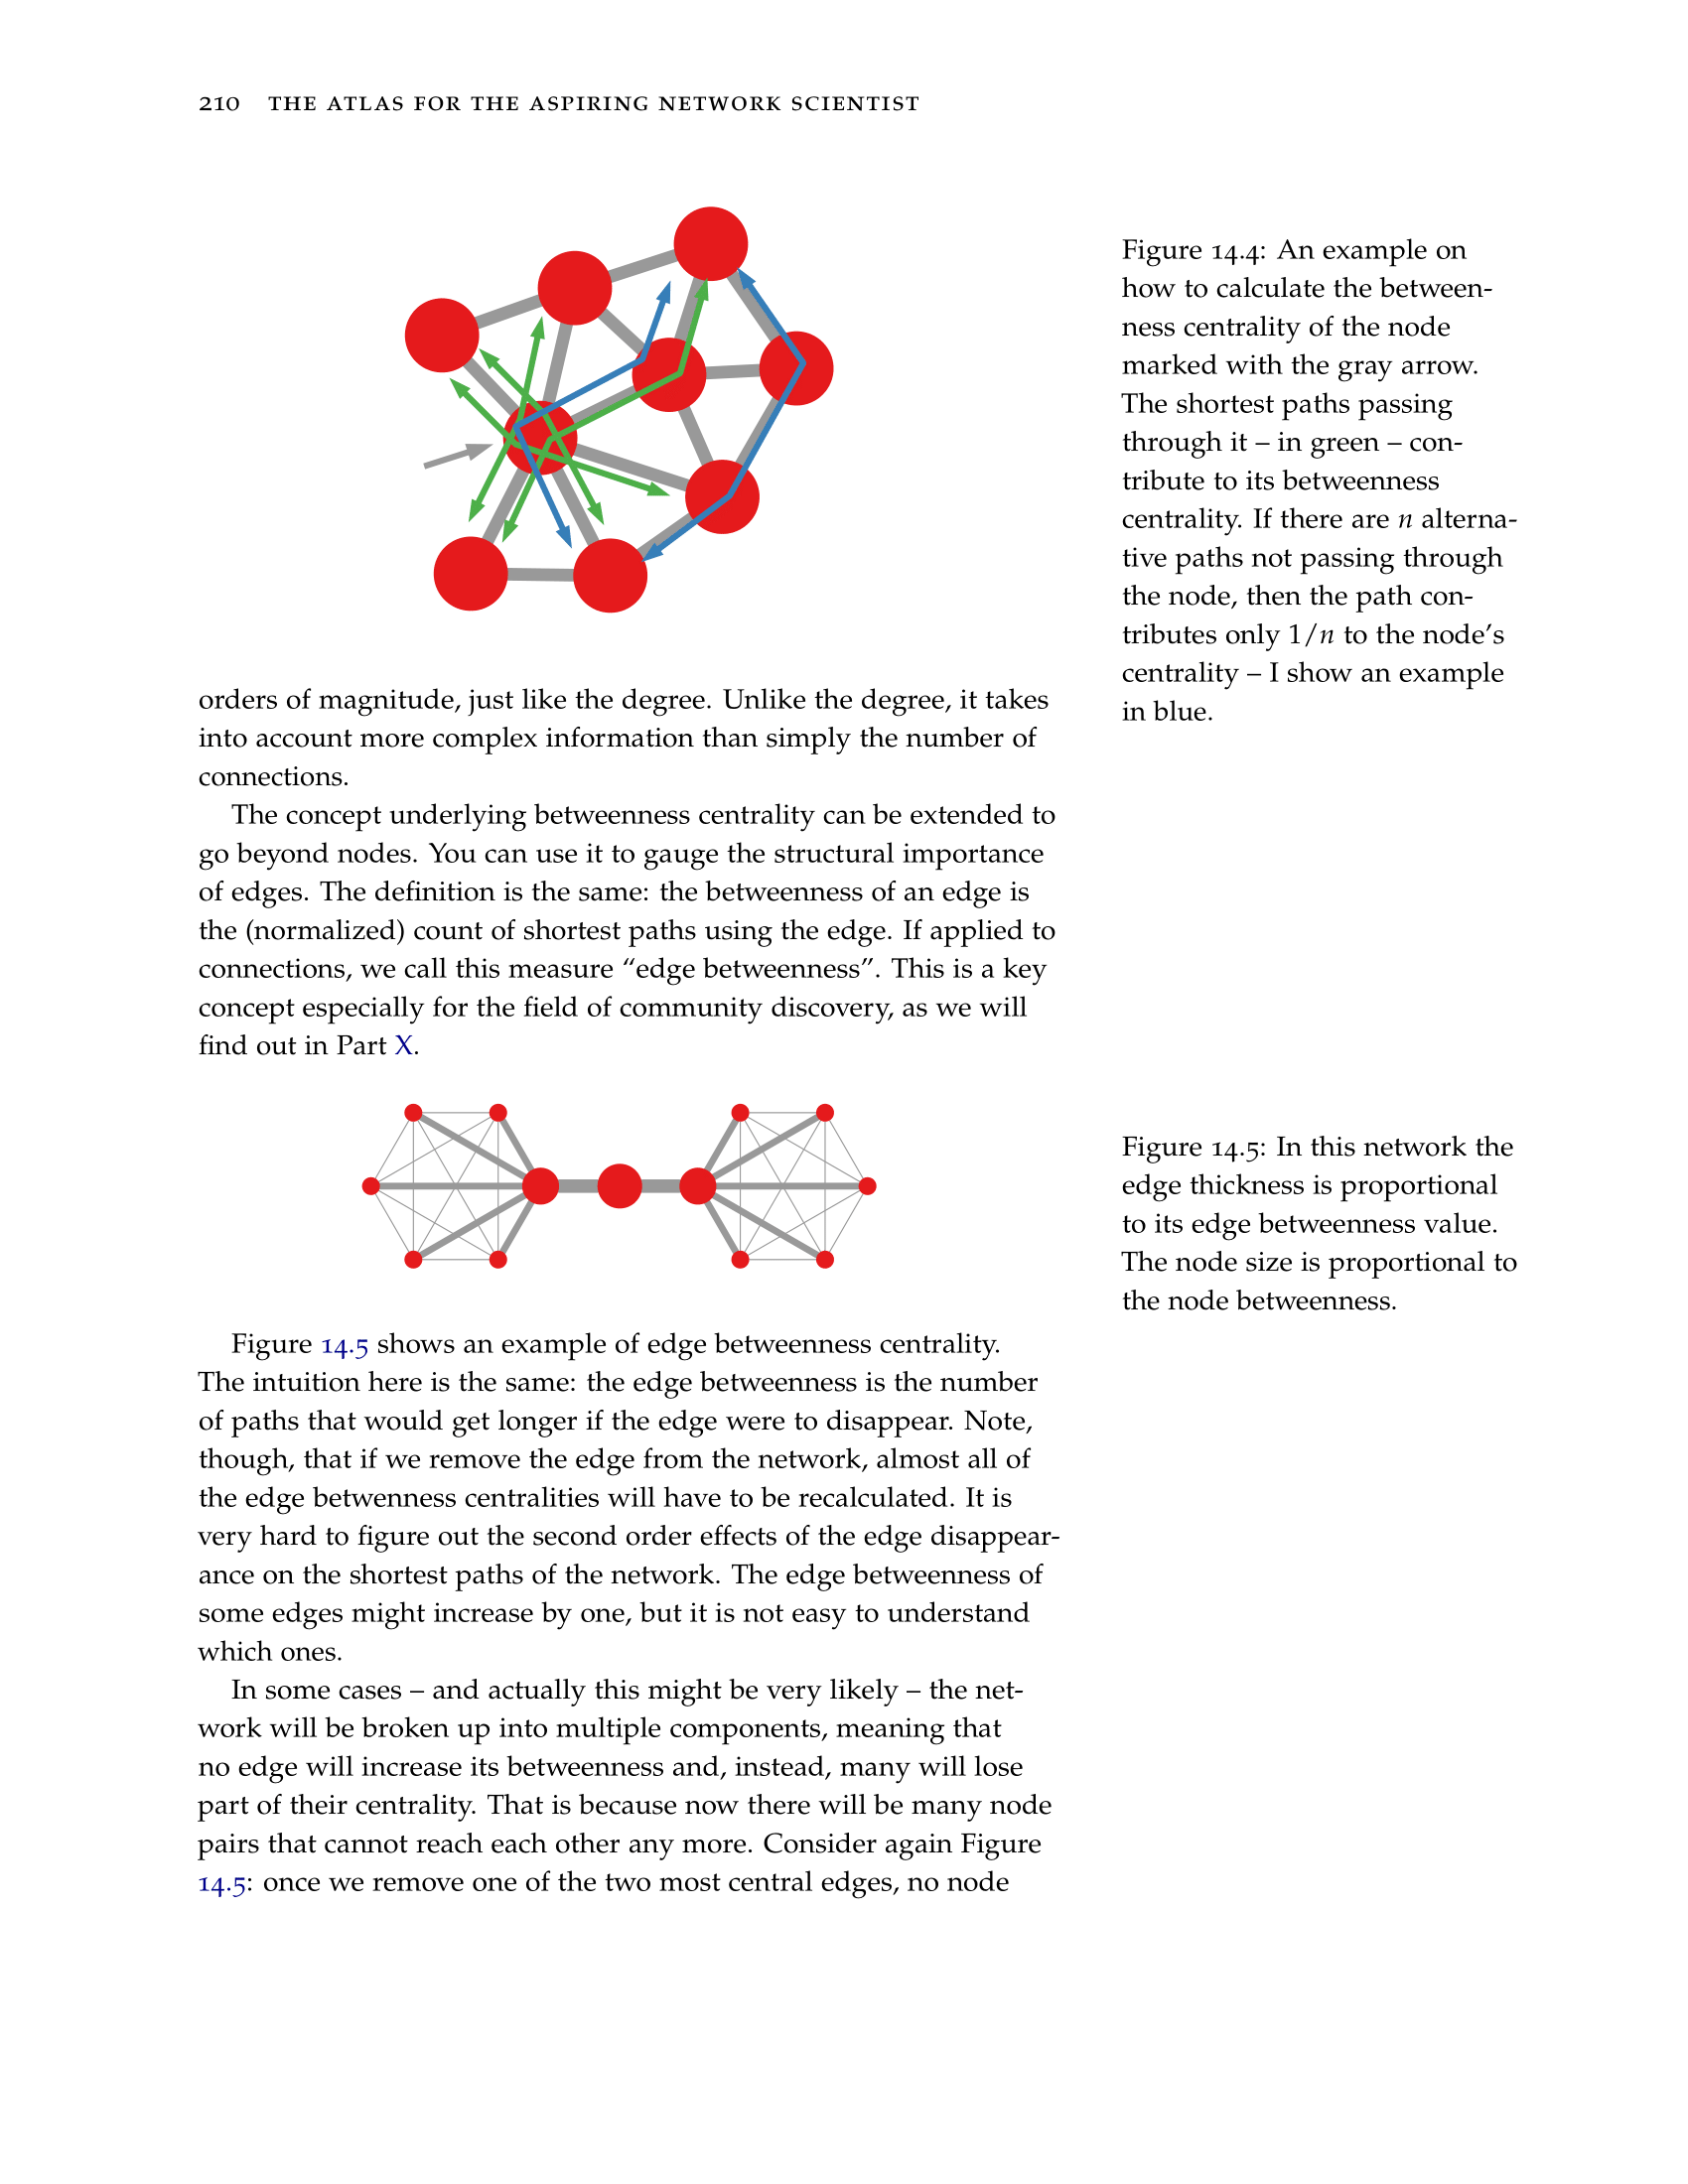 210 THE ATLAS FOR THE ASPIRING NETWORK SCIENTIST
Figure 14.4: An example on
how to calculate the between-
ness centrality of the node
marked with the gray arrow.
The shortest paths passing
through it – in green – con-
tribute to its betweenness
centrality. If there are n alterna-
tive paths not passing through
the node, then the path con-
tributes only 1/n to the node's
centrality – I show an example
in blue.
orders of magnitude, just like the degree. Unlike the degree, it takes
into account more complex information than simply the number of
connections.
The concept underlying betweenness centrality can be extended to
go beyond nodes. You can use it to gauge the structural importance
of edges. The definition is the same: the betweenness of an edge is
the (normalized) count of shortest paths using the edge. If applied to
connections, we call this measure “edge betweenness”. This is a key
concept especially for the field of community discovery, as we will
find out in Part X.
Figure 14.5: In this network the
edge thickness is proportional
to its edge betweenness value.
The node size is proportional to
the node betweenness.
Figure 14.5 shows an example of edge betweenness centrality.
The intuition here is the same: the edge betweenness is the number
of paths that would get longer if the edge were to disappear. Note,
though, that if we remove the edge from the network, almost all of
the edge betwenness centralities will have to be recalculated. It is
very hard to figure out the second order effects of the edge disappear-
ance on the shortest paths of the network. The edge betweenness of
some edges might increase by one, but it is not easy to understand
which ones.
In some cases – and actually this might be very likely – the net-
work will be broken up into multiple components, meaning that
no edge will increase its betweenness and, instead, many will lose
part of their centrality. That is because now there will be many node
pairs that cannot reach each other any more. Consider again Figure
14.5: once we remove one of the two most central edges, no node